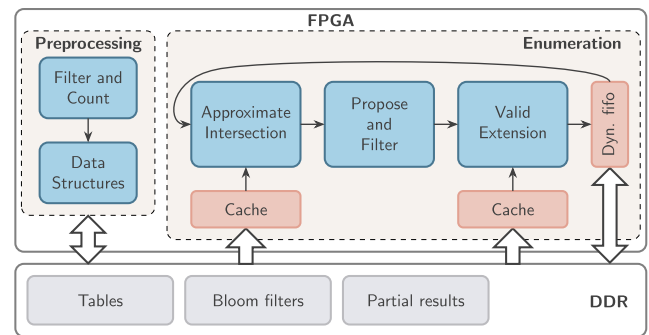 FPGA
Preprocessing
Filter and
Count
Data
Structures
Enumeration
Approximate
Intersection
Propose
and
Filter
Valid
Extension
Dyn. fifo
Cache
Cache
Tables
Bloom filters
Partial results
DDR